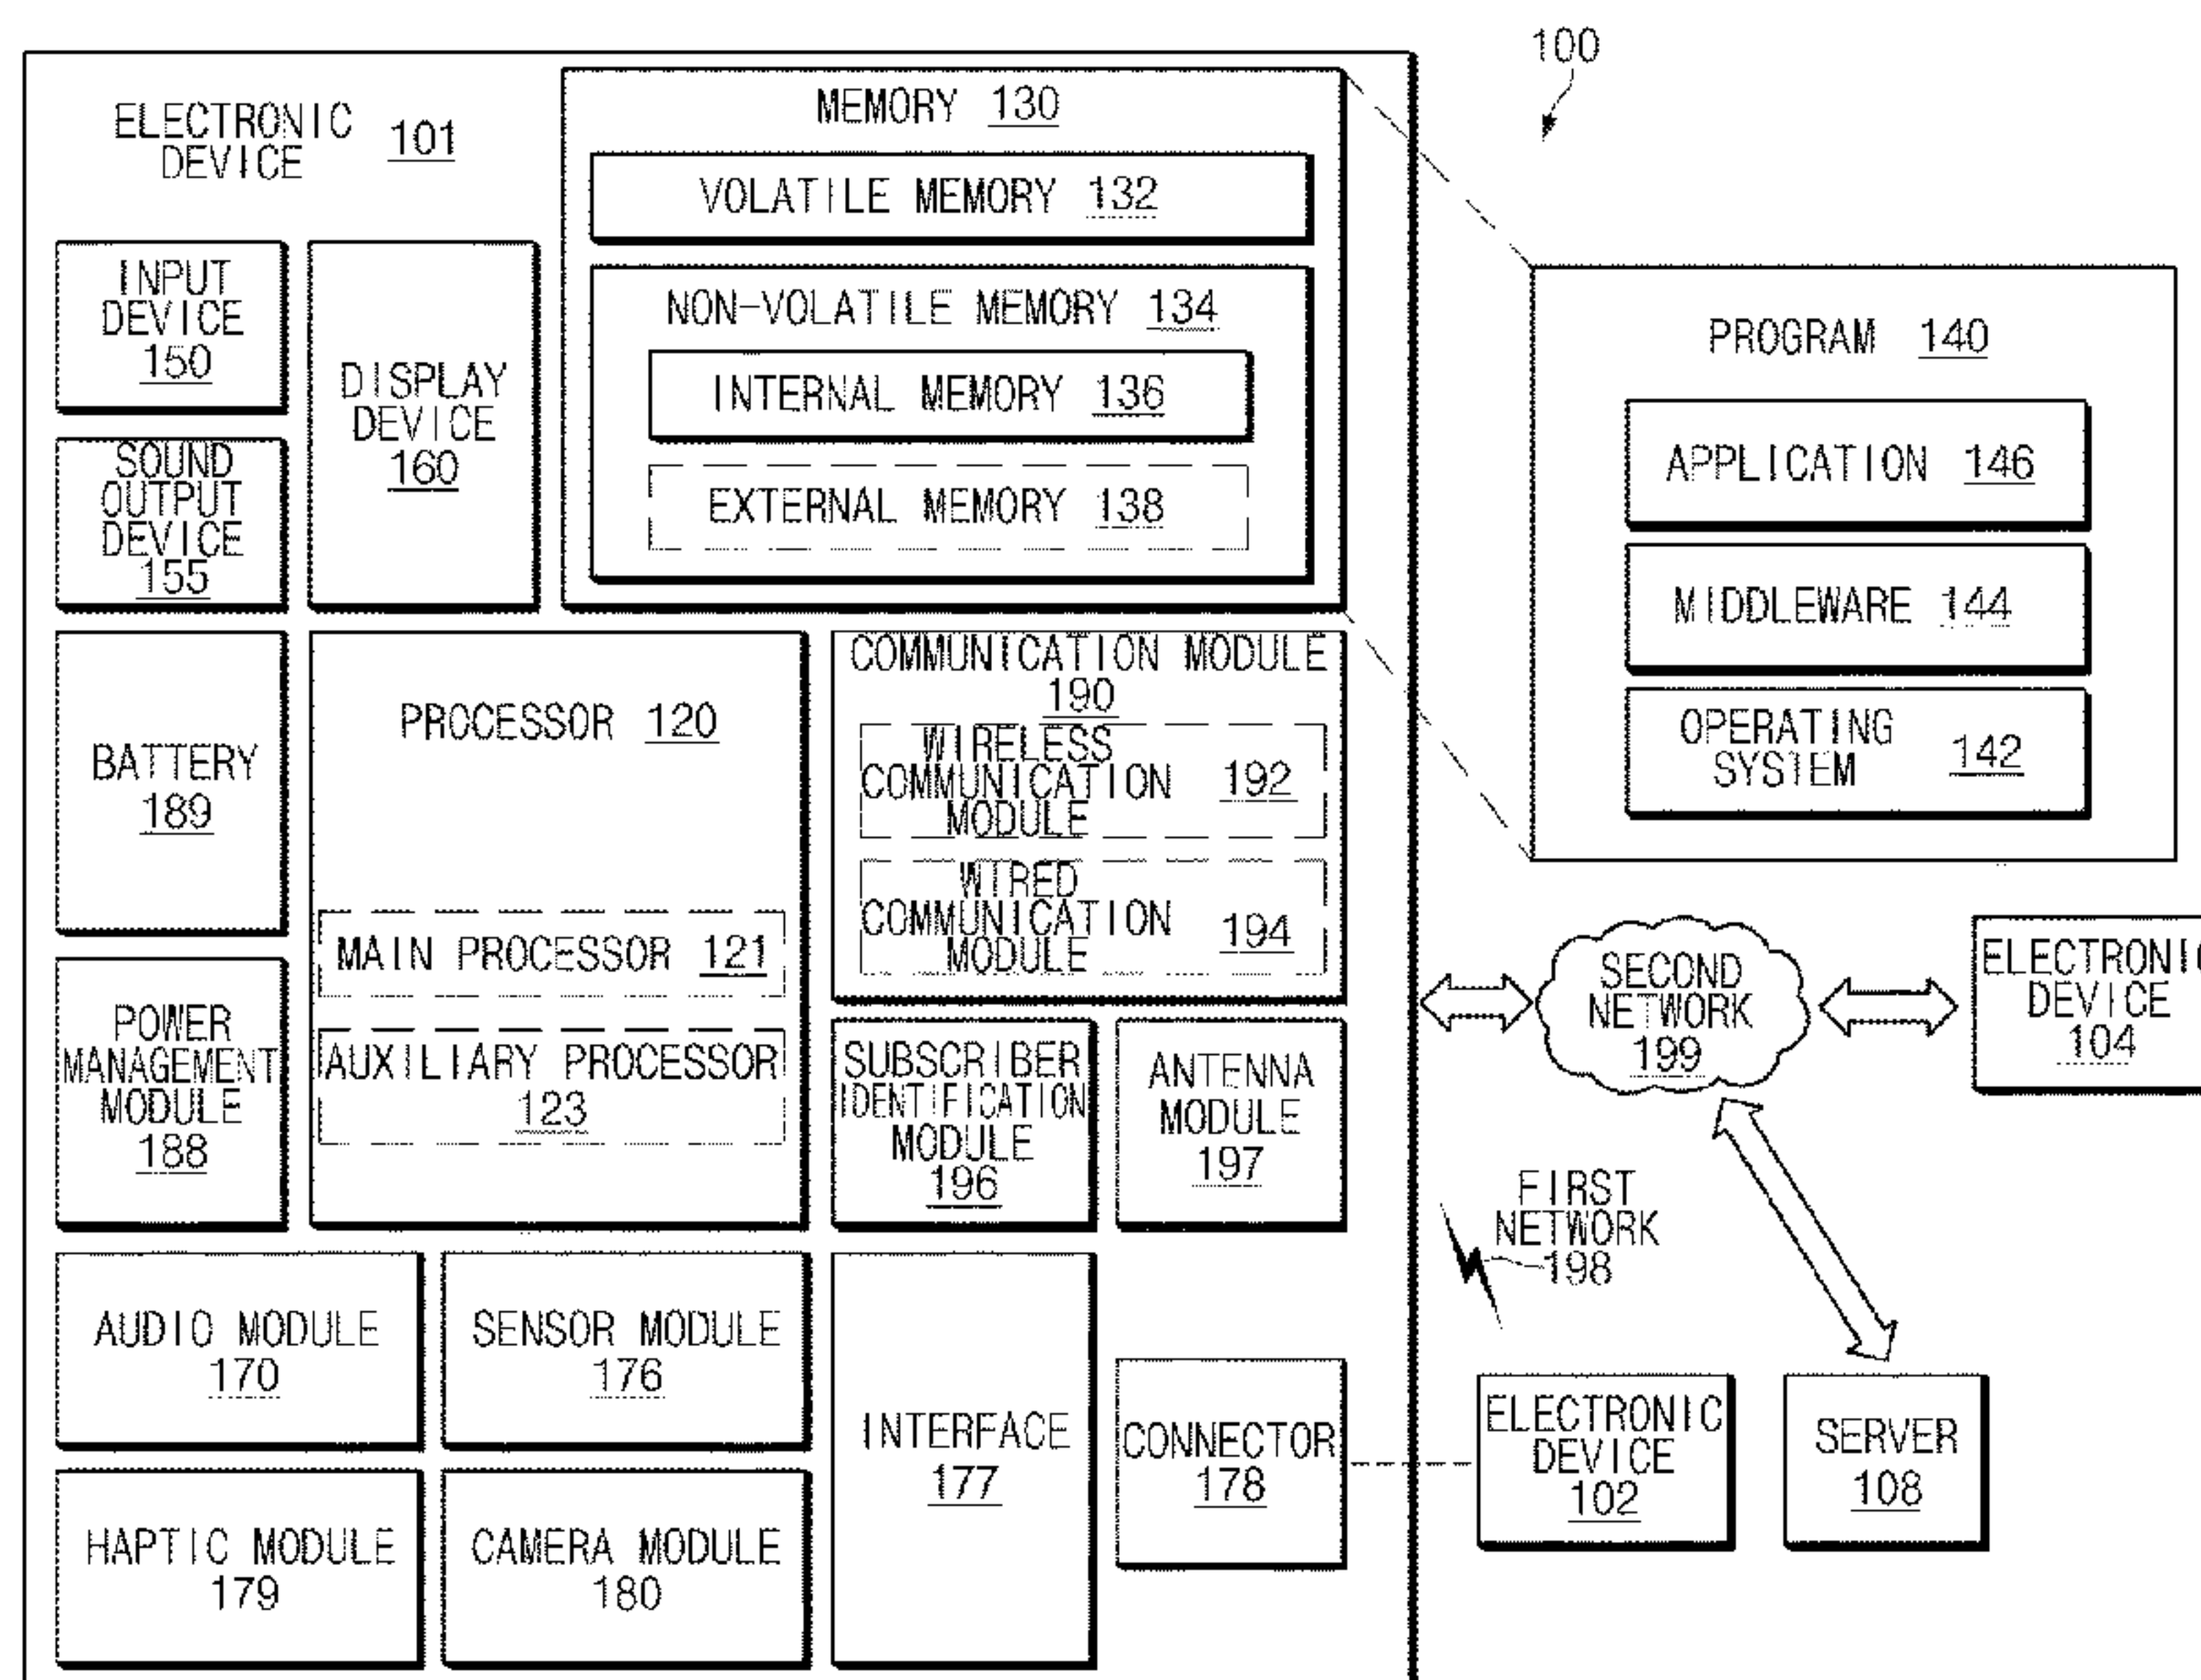 100
ELECTRONIC
DEVICE
101
MEMORY 130
VOLATILE MEMORY 132
NON-VOLATILE MEMORY 134
INTERNAL MEMORY 136
EXTERNAL MEMORY 138
INPUT
DEVICE
150
SOUND
OUTPUT
DEVICE
155
DISPLAY
DEVICE
160
PROGRAM 140
APPLICATION 146
MIDDLEWARE 144
OPERATING
SYSTEM
142
BATTERY
189
POWER
MANAGEMENT
MODULE
188
PROCESSOR 120
MAIN PROCESSOR 121
AUXILIARY PROCESSOR
123
COMMUNICATION MODULE
190
WIRELESS
COMMUNICATION
MODULE
192
WIRED
COMMUNICATION
MODULE
194
SUBSCRIBER
IDENTIFICATION
MODULE
196
ANTENNA
MODULE
197
SECOND
NETWORK
199
ELECTRONIC
DEVICE
104
FIRST
NETWORK
198
AUDIO MODULE
170
SENSOR MODULE
176
HAPTIC MODULE
179
CAMERA MODULE
180
INTERFACE
177
CONNECTOR
178
ELECTRONIC
DEVICE
102
SERVER
108